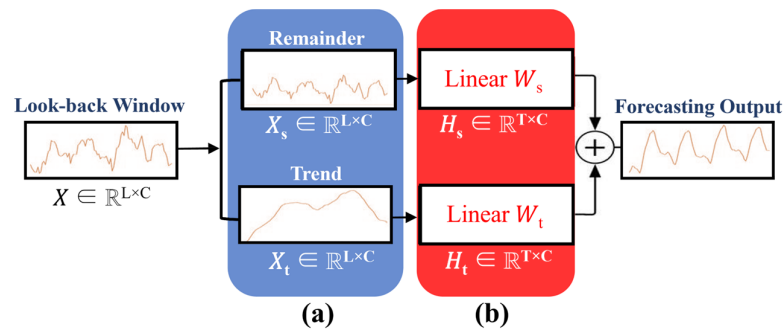 Look-back Window
X ∈ ℝ^{L×C}
Remainder
X_s ∈ ℝ^{L×C}
Trend
X_t ∈ ℝ^{L×C}
(a)
Linear W_s
H_s ∈ ℝ^{T×C}
Linear W_t
H_t ∈ ℝ^{T×C}
(b)
+
Forecasting Output